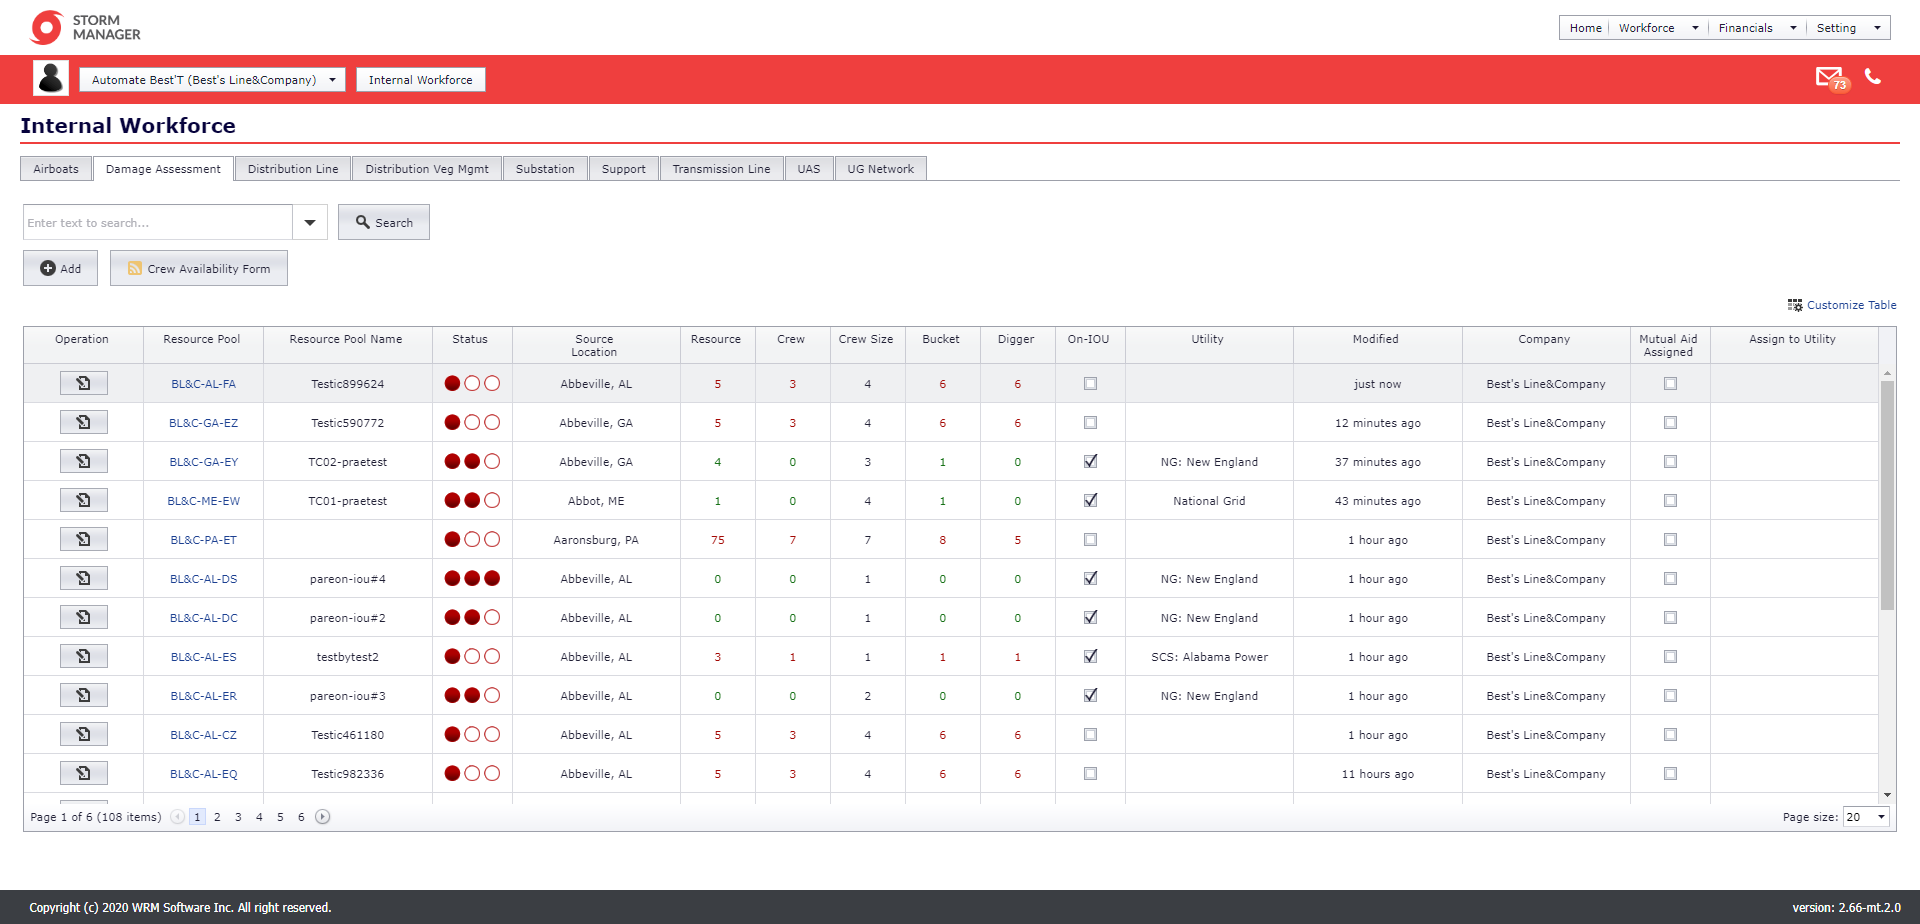 STORM
MANAGER
Home Workforce Financials Setting
Automate Best'T (Best's Line&Company) Internal Workforce 73
Internal Workforce
Airboats Damage Assessment Distribution Line Distribution Veg Mgmt Substation Support Transmission Line UAS UG Network
Enter text to search... Search
Add Crew Availability Form
Customize Table
Operation Resource Pool Resource Pool Name Status Source Location Resource Crew Crew Size Bucket Digger On-IOU Utility Modified Company Mutual Aid Assigned Assign to Utility
BL&C-AL-FA Testic899624 Abbeville, AL 5 3 4 6 6 just now Best's Line&Company
BL&C-GA-EZ Testic590772 Abbeville, GA 5 3 4 6 6 12 minutes ago Best's Line&Company
BL&C-GA-EY TC02-praetest Abbeville, GA 4 0 3 1 0 NG: New England 37 minutes ago Best's Line&Company
BL&C-ME-EW TC01-praetest Abbot, ME 1 0 4 1 0 National Grid 43 minutes ago Best's Line&Company
BL&C-PA-ET Aaronsburg, PA 75 7 7 8 5 1 hour ago Best's Line&Company
BL&C-AL-DS pareon-iou#4 Abbeville, AL 0 0 1 0 0 NG: New England 1 hour ago Best's Line&Company
BL&C-AL-DC pareon-iou#2 Abbeville, AL 0 0 1 0 0 NG: New England 1 hour ago Best's Line&Company
BL&C-AL-ES testbytest2 Abbeville, AL 3 1 1 1 1 SCS: Alabama Power 1 hour ago Best's Line&Company
BL&C-AL-ER pareon-iou#3 Abbeville, AL 0 0 2 0 0 NG: New England 1 hour ago Best's Line&Company
BL&C-AL-CZ Testic461180 Abbeville, AL 5 3 4 6 6 1 hour ago Best's Line&Company
BL&C-AL-EQ Testic982336 Abbeville, AL 5 3 4 6 6 11 hours ago Best's Line&Company
Page 1 of 6 (108 items) 1 2 3 4 5 6 Page size: 20
Copyright (c) 2020 WRM Software Inc. All right reserved. version: 2.66-mt.2.0